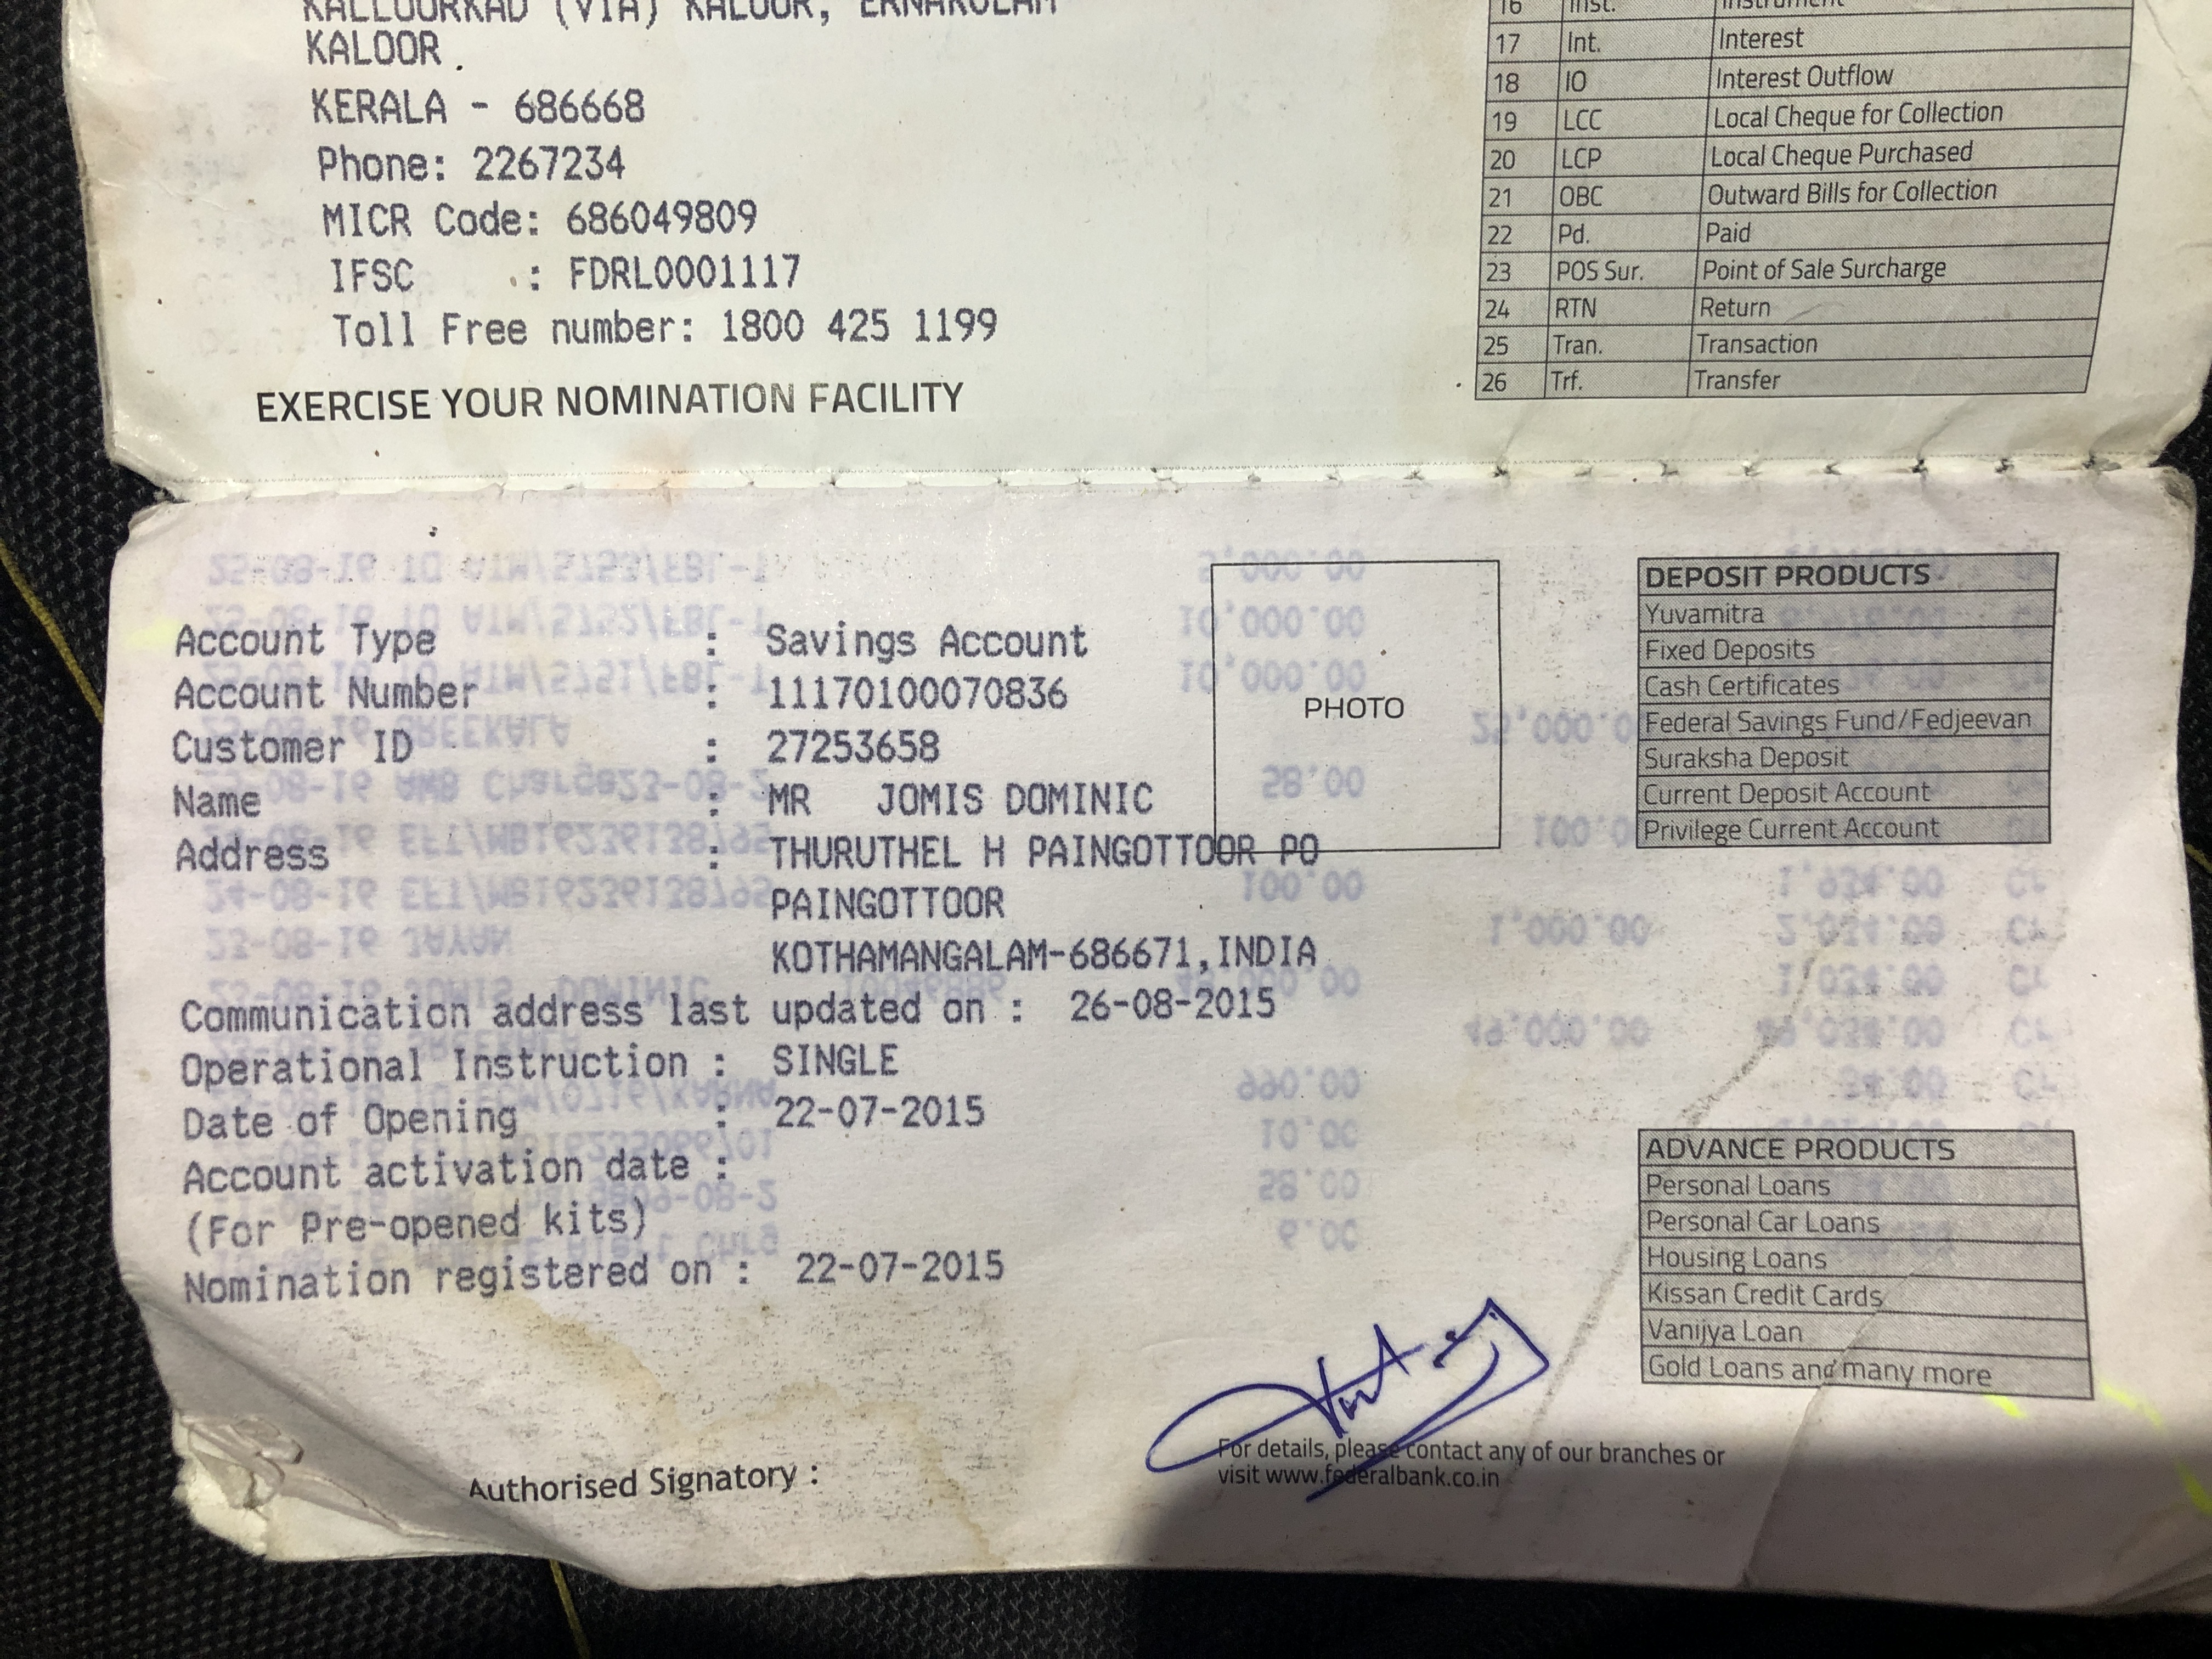 KALLOORKAD (VIA) KALOOR, ERNAKULAM
KALOOR
KERALA - 686668
Phone: 2267234
MICR Code: 686049809
IFSC : FDRL0001117
Toll Free number: 1800 425 1199
EXERCISE YOUR NOMINATION FACILITY
16 Inst. Instrument
17 Int. Interest
18 IO Interest Outflow
19 LCC Local Cheque for Collection
20 LCP Local Cheque Purchased
21 OBC Outward Bills for Collection
22 Pd. Paid
23 POS Sur. Point of Sale Surcharge
24 RTN Return
25 Tran. Transaction
26 Trf. Transfer
Account Type : Savings Account
Account Number : 11170100070836
Customer ID : 27253658
Name : MR JOMIS DOMINIC
Address : THURUTHEL H PAINGOTTOOR PO
PAINGOTTOOR
KOTHAMANGALAM-686671,INDIA
Communication address last updated on : 26-08-2015
Operational Instruction : SINGLE
Date of Opening : 22-07-2015
Account activation date :
(For pre-opened kits)
Nomination registered on : 22-07-2015
Authorised Signatory :
PHOTO
DEPOSIT PRODUCTS
Yuvamitra
Fixed Deposits
Cash Certificates
Federal Savings Fund/Fedjeevan
Suraksha Deposit
Current Deposit Account
Privilege Current Account
ADVANCE PRODUCTS
Personal Loans
Personal Car Loans
Housing Loans
Kissan Credit Cards
Vanijya Loan
Gold Loans and many more
For details, please contact any of our branches or
visit www.federalbank.co.in